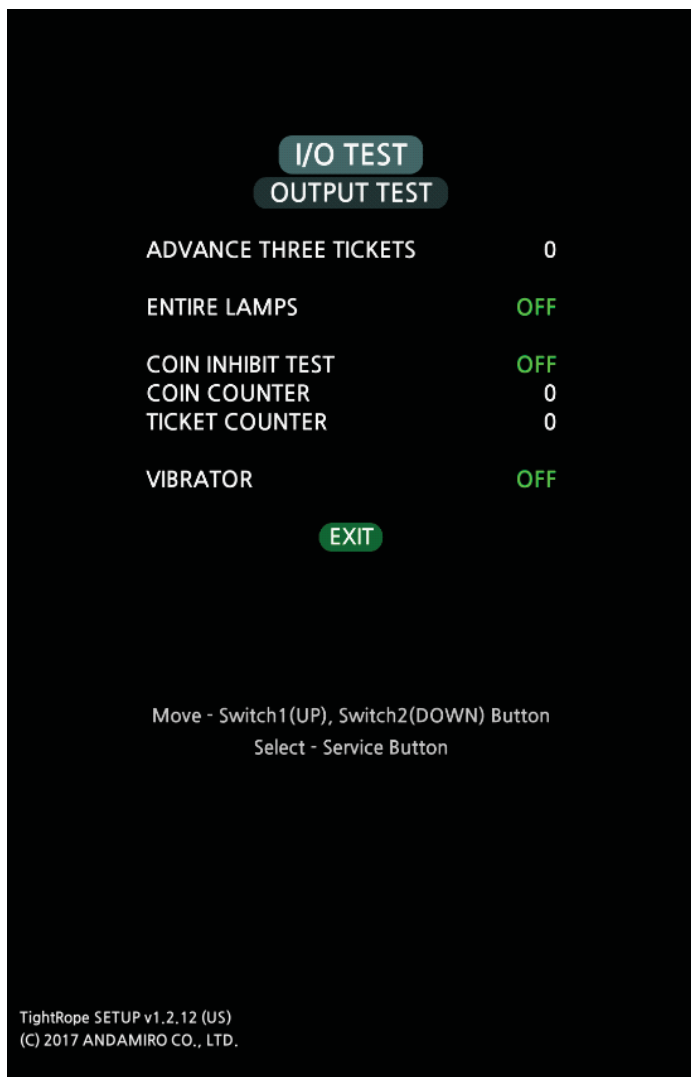 I/O TEST
OUTPUT TEST
ADVANCE THREE TICKETS 0
ENTIRE LAMPS OFF
COIN INHIBIT TEST OFF
COIN COUNTER 0
TICKET COUNTER 0
VIBRATOR OFF
EXIT
Move - Switch1(UP), Switch2(DOWN) Button
Select - Service Button
TightRope SETUP v1.2.12 (US)
(C) 2017 ANDAMIRO CO., LTD.